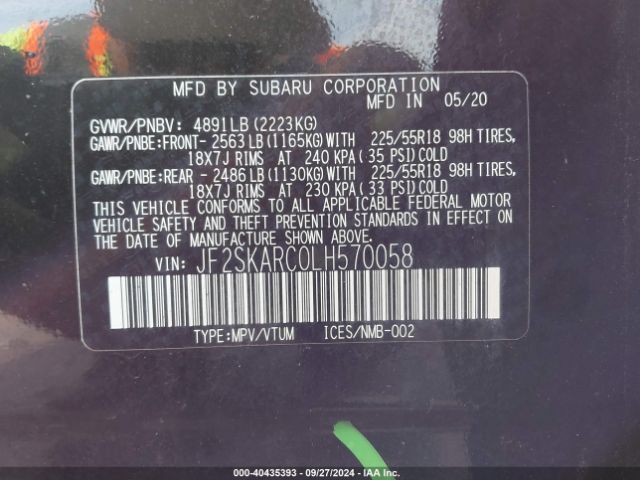 MFD BY SUBARU CORPORATION
MFD IN 05/20
GVWR/PNBV: 4891LB (2223KG)
GAWR/PNBE:FRONT- 2563LB(1165KG)WITH 225/55R18 98H TIRES,
18X7J RIMS AT 240 KPA(35 PSI)COLD
GAWR/PNBE:REAR - 2486LB(1130KG)WITH 225/55R18 98H TIRES,
18X7J RIMS AT 230 KPA(33 PSI)COLD
THIS VEHICLE CONFORMS TO ALL APPLICABLE FEDERAL MOTOR
VEHICLE SAFETY AND THEFT PREVENTION STANDARDS IN EFFECT ON
THE DATE OF MANUFACTURE SHOWN ABOVE.
VIN: JF2SKARC0LH570058
TYPE:MPV/VTUM ICES/NMB-002
000-40435393 - 09/27/2024 - IAA Inc.